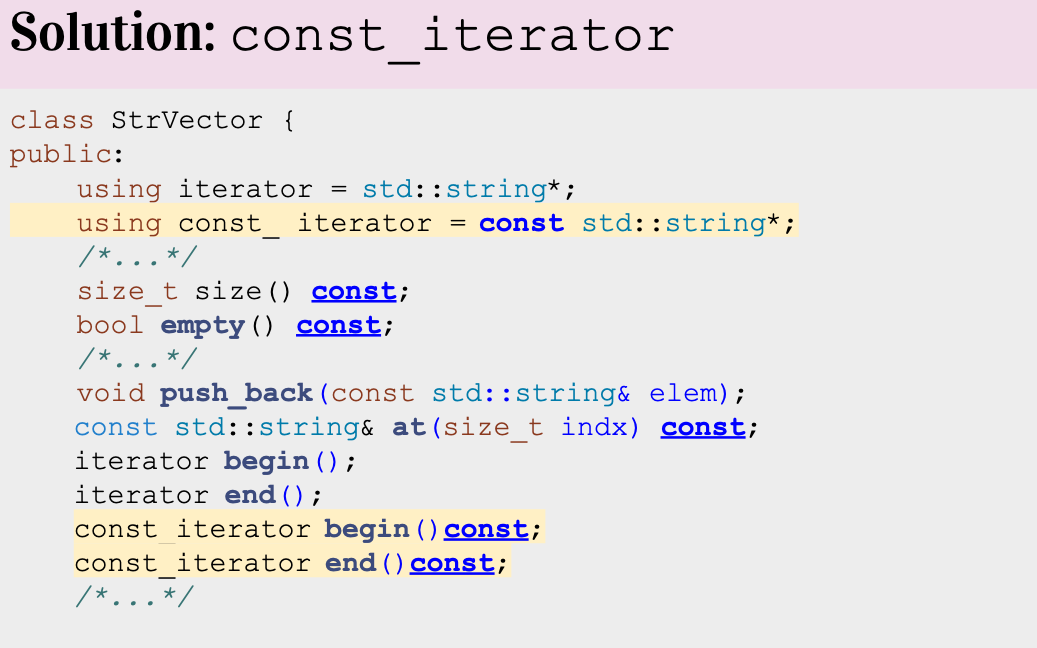 Solution: const_iterator
class StrVector {
public:
    using iterator = std::string*;
    using const_ iterator = const std::string*;
    /*...*/
    size_t size() const;
    bool empty() const;
    /*...*/
    void push_back(const std::string& elem);
    const std::string& at(size_t indx) const;
    iterator begin();
    iterator end();
    const_iterator begin()const;
    const_iterator end()const;
    /*...*/